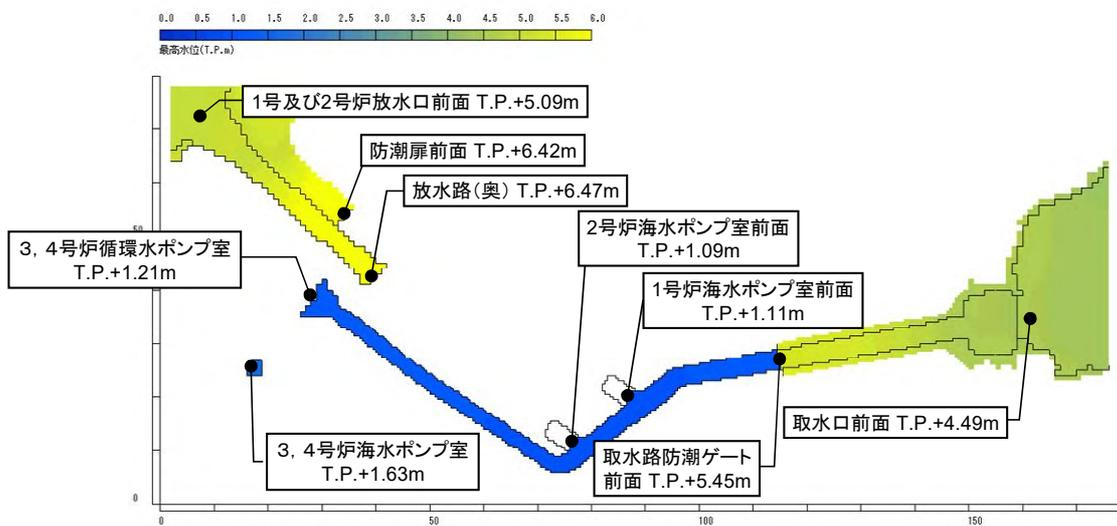 0.0 0.5 1.0 1.5 2.0 2.5 3.0 3.5 4.0 4.5 5.0 5.5 6.0
最高水位(T.P.m)
1号及び2号炉放水口前面 T.P.+5.09m
防潮扉前面 T.P.+6.42m
放水路(奥) T.P.+6.47m
2号炉海水ポンプ室前面
T.P.+1.09m
3,4号炉循環水ポンプ室
T.P.+1.21m
1号炉海水ポンプ室前面
T.P.+1.11m
取水口前面 T.P.+4.49m
3,4号炉海水ポンプ室
T.P.+1.63m
取水路防潮ゲート
前面 T.P.+5.45m
50
0
0 50 100 150